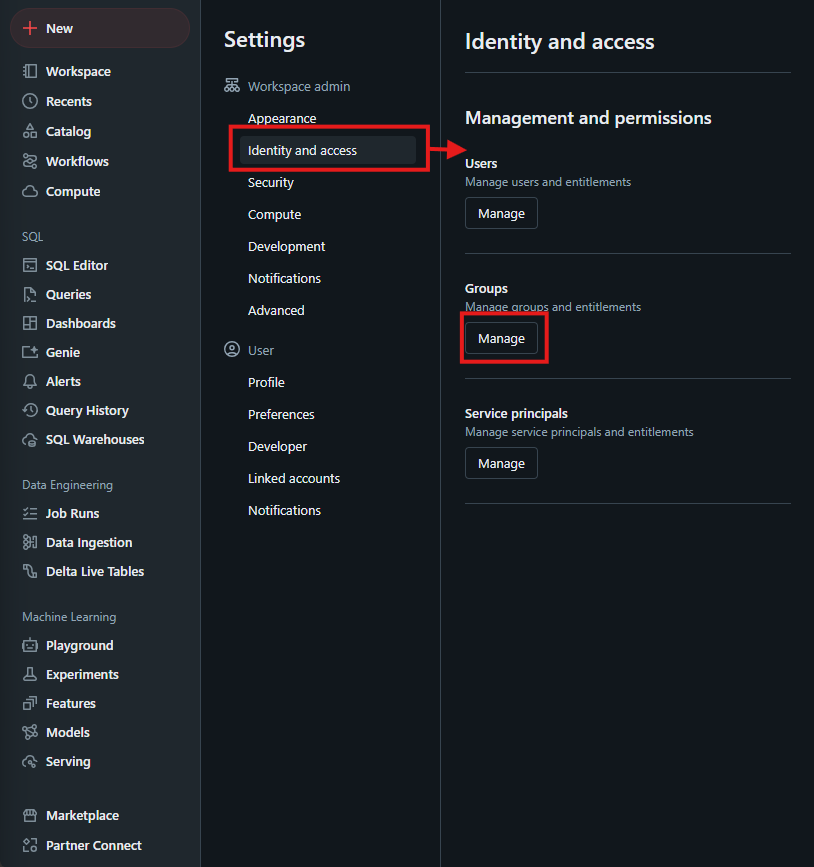 New
Workspace
Recents
Catalog
Workflows
Compute
SQL
SQL Editor
Queries
Dashboards
Genie
Alerts
Query History
SQL Warehouses
Data Engineering
Job Runs
Data Ingestion
Delta Live Tables
Machine Learning
Playground
Experiments
Features
Models
Serving
Marketplace
Partner Connect
Settings
Workspace admin
Appearance
Identity and access
Security
Compute
Development
Notifications
Advanced
User
Profile
Preferences
Developer
Linked accounts
Notifications
Identity and access
Management and permissions
Users
Manage users and entitlements
Manage
Groups
Manage groups and entitlements
Manage
Service principals
Manage service principals and entitlements
Manage